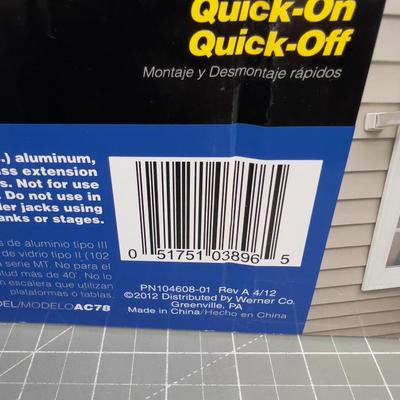 Quick-On
Quick-Off
Montaje y Desmontaje rápidos
.) aluminum,
ss extension
s. Not for use
Do not use in
er jacks using
anks or stages.
s de aluminio tipo III
de vidrio tipo II (102
serie MT. No para el
tud más de 40'. No lo
n escalera que utilizan
plataformas ó tablas.
DEL/MODELO AC78
0 51751 03896 5
PN104608-01 Rev A 4/12
©2012 Distributed by Werner Co.
Greenville, PA
Made in China/Hecho en China